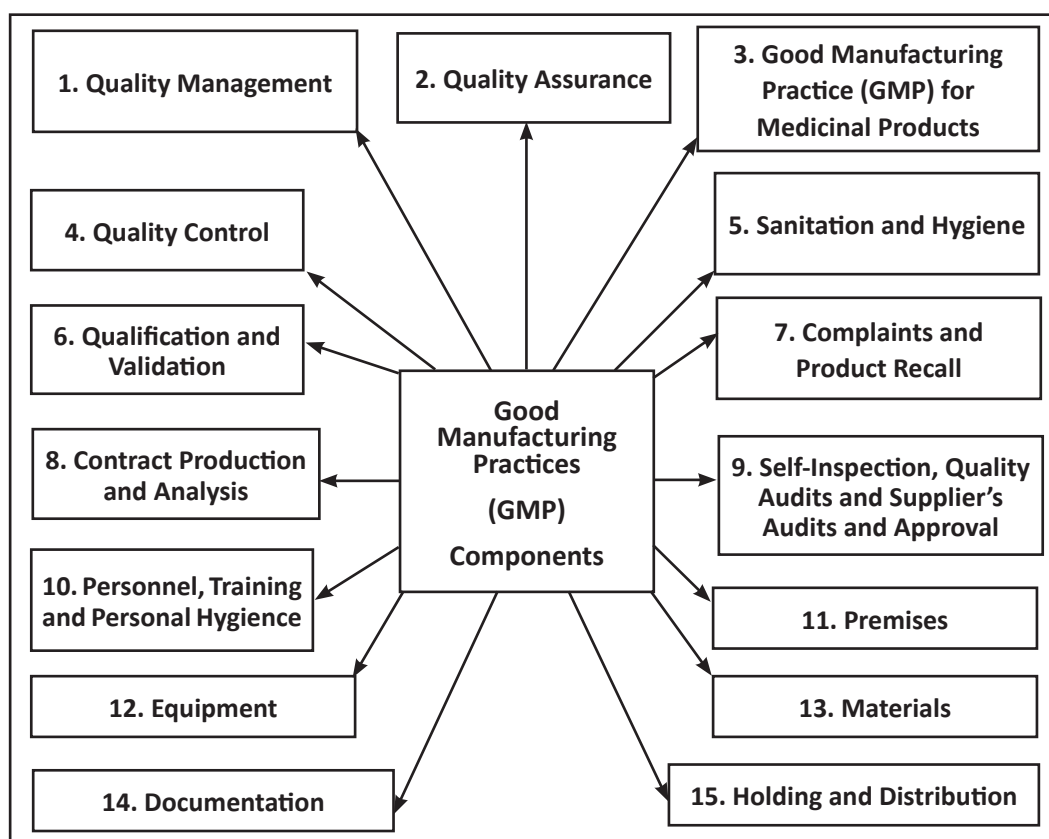 1. Quality Management
2. Quality Assurance
3. Good Manufacturing
Practice (GMP) for
Medicinal Products
4. Quality Control
5. Sanitation and Hygiene
6. Qualification and
Validation
7. Complaints and
Product Recall
Good
Manufacturing
Practices
(GMP)
Components
8. Contract Production
and Analysis
9. Self-Inspection, Quality
Audits and Supplier’s
Audits and Approval
10. Personnel, Training
and Personal Hygience
11. Premises
12. Equipment
13. Materials
14. Documentation
15. Holding and Distribution